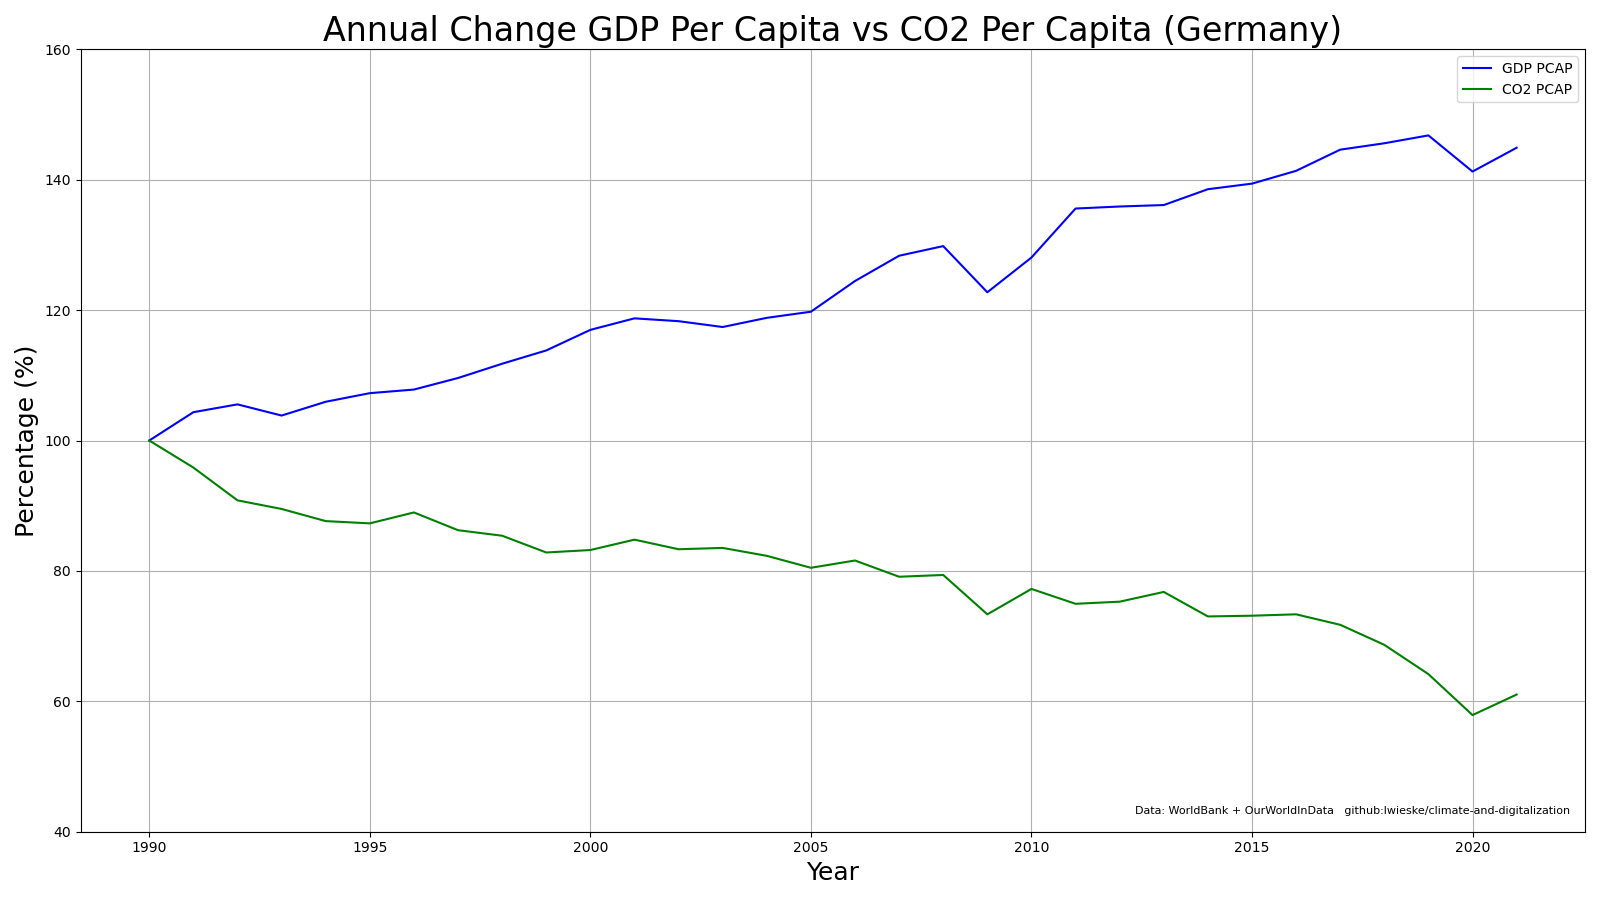 Annual Change GDP Per Capita vs CO2 Per Capita (Germany)
GDP PCAP
CO2 PCAP
Percentage (%)
160
140
120
100
80
60
40
Data: WorldBank + OurWorldInData   github:lwieske/climate-and-digitalization
1990 1995 2000 2005 2010 2015 2020
Year